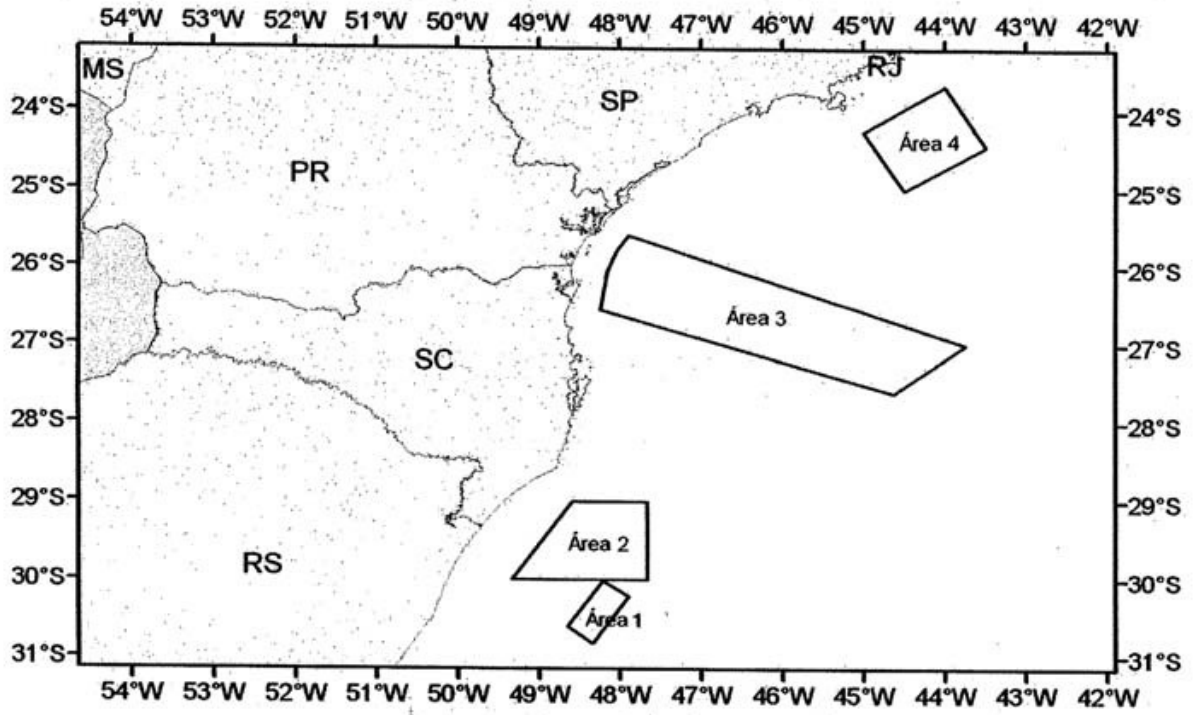 54°W 53°W 52°W 51°W 50°W 49°W 48°W 47°W 46°W 45°W 44°W 43°W 42°W
MS
RJ
SP
24°S
24°S
Área 4
PR
25°S
25°S
26°S
26°S
Área 3
27°S
27°S
SC
28°S
28°S
29°S
29°S
Área 2
RS
30°S
30°S
Área 1
31°S
31°S
54°W 53°W 52°W 51°W 50°W 49°W 48°W 47°W 46°W 45°W 44°W 43°W 42°W